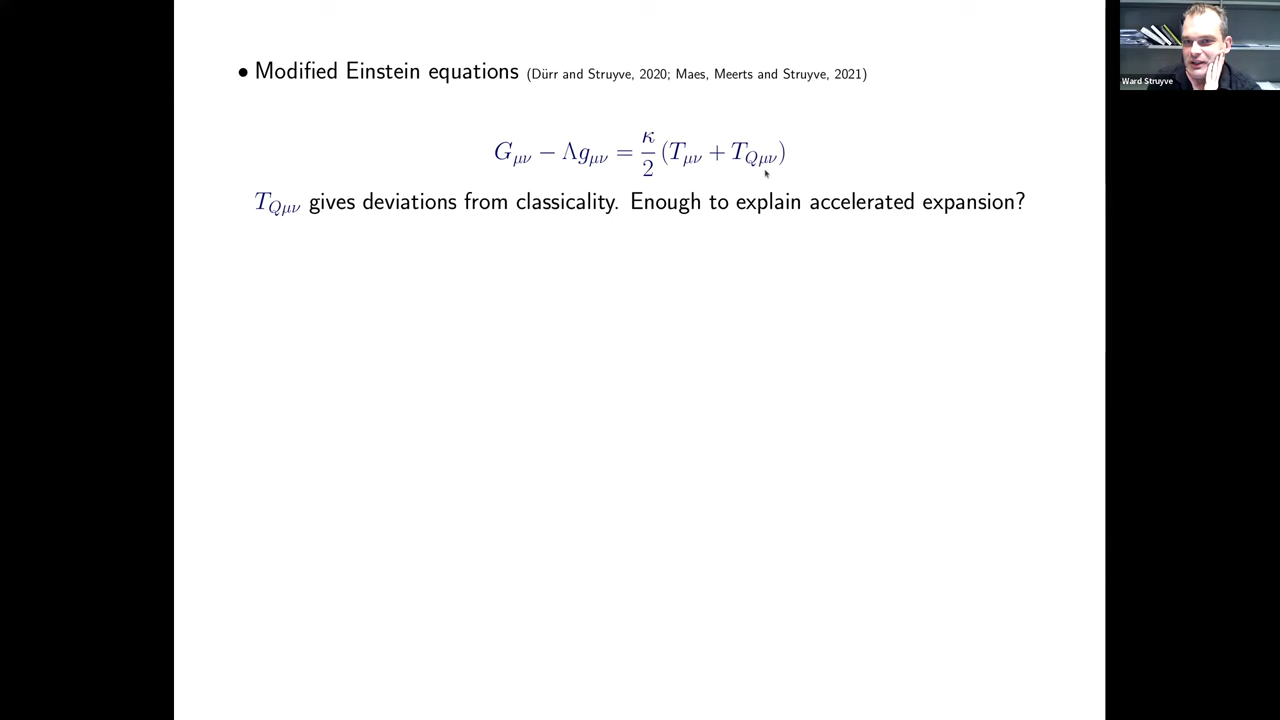 • Modified Einstein equations (Dürr and Struyve, 2020; Maes, Meerts and Struyve, 2021)
Ward Struyve
G_{μν} − Λg_{μν} = \frac{κ}{2} (T_{μν} + T_{Qμν})
T_{Qμν} gives deviations from classicality. Enough to explain accelerated expansion?